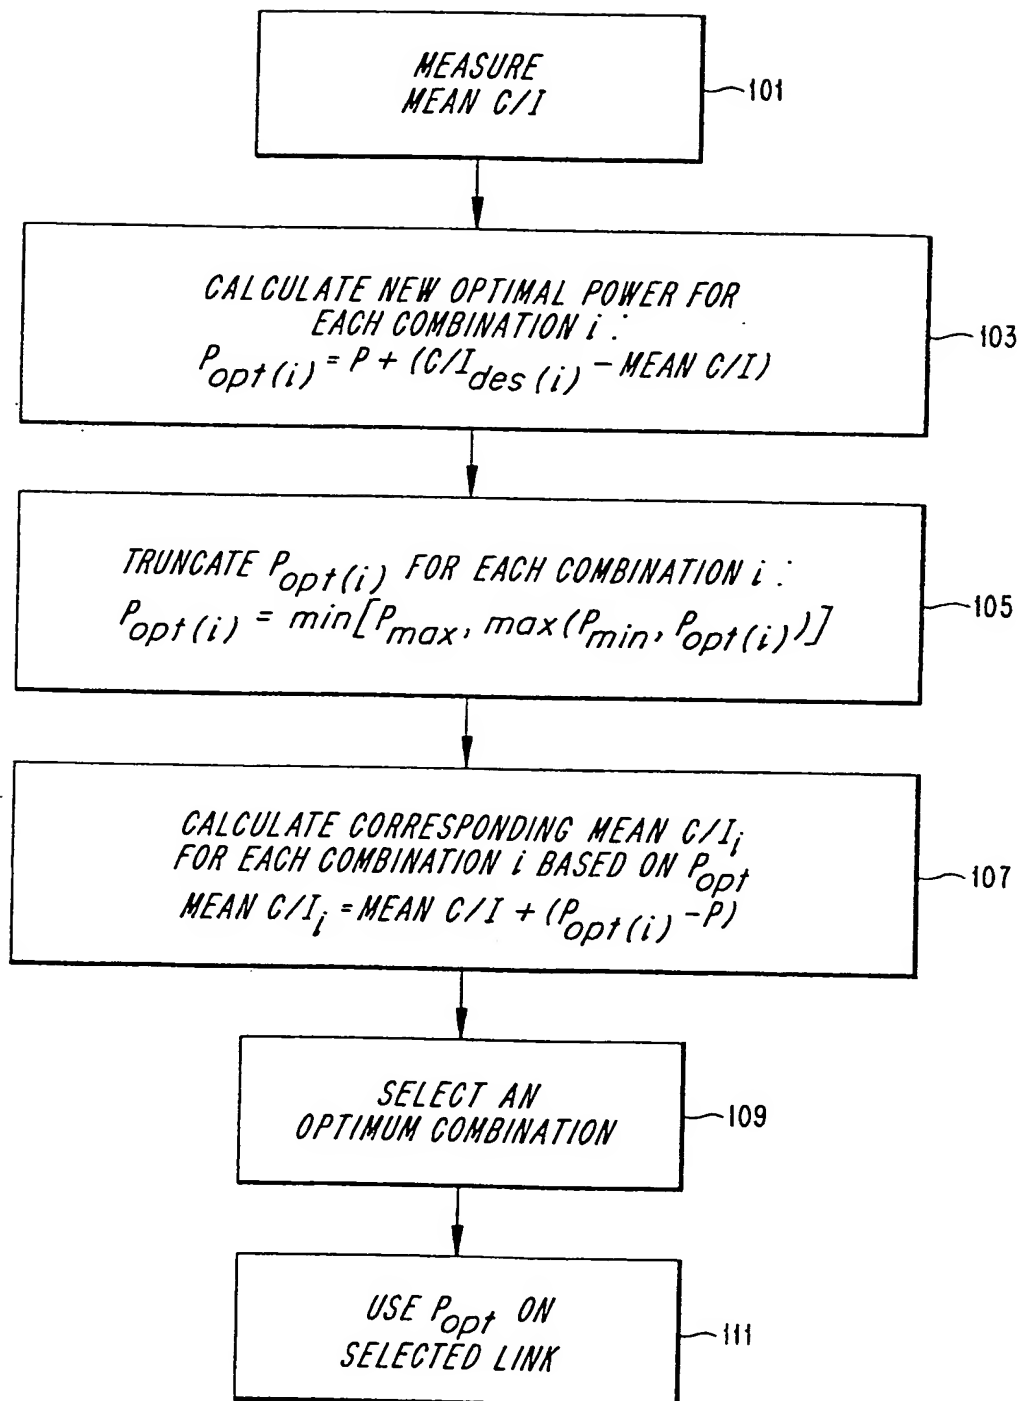 MEASURE
MEAN C/I
101
CALCULATE NEW OPTIMAL POWER FOR
EACH COMBINATION i :
P_opt(i) = P + (C/I_des(i) - MEAN C/I)
103
TRUNCATE P_opt(i) FOR EACH COMBINATION i :
P_opt(i) = min[P_max, max(P_min, P_opt(i))]
105
CALCULATE CORRESPONDING MEAN C/I_i
FOR EACH COMBINATION i BASED ON P_opt
MEAN C/I_i = MEAN C/I + (P_opt(i) - P)
107
SELECT AN
OPTIMUM COMBINATION
109
USE P_opt ON
SELECTED LINK
111